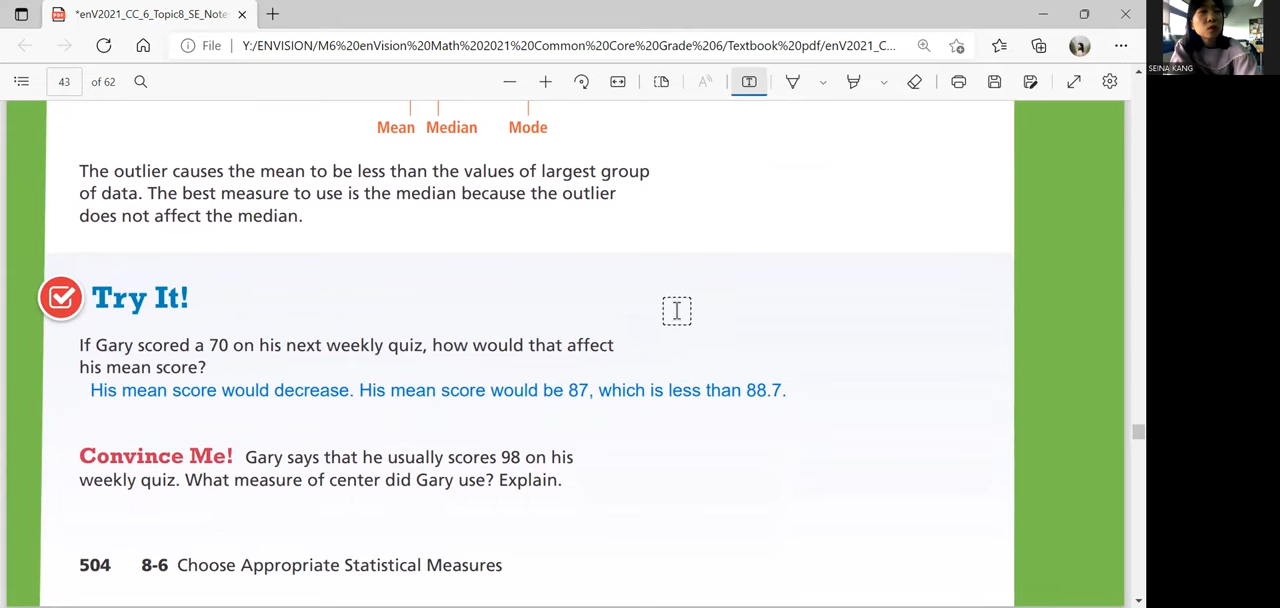 *enV2021_CC_6_Topic8_SE_Note
File Y:/ENVISION/M6%20enVision%20Math%202021%20Common%20Core%20Grade%206/Textbook%20pdf/enV2021_C...
43 of 62
SEINA KANG
Mean Median Mode
The outlier causes the mean to be less than the values of largest group
of data. The best measure to use is the median because the outlier
does not affect the median.
Try It!
If Gary scored a 70 on his next weekly quiz, how would that affect
his mean score?
His mean score would decrease. His mean score would be 87, which is less than 88.7.
Convince Me! Gary says that he usually scores 98 on his
weekly quiz. What measure of center did Gary use? Explain.
504 8-6 Choose Appropriate Statistical Measures